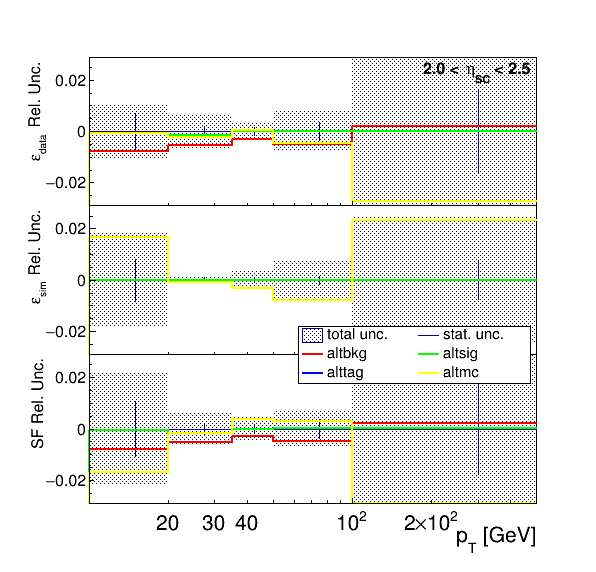 2.0 < η_SC < 2.5
ε_data Rel. Unc.
0.02
0
−0.02
ε_sim Rel. Unc.
0.02
0
−0.02
total unc. stat. unc.
altbkg altsig
alttag altmc
SF Rel. Unc.
0.02
0
−0.02
20 30 40 10² 2×10²
p_T [GeV]